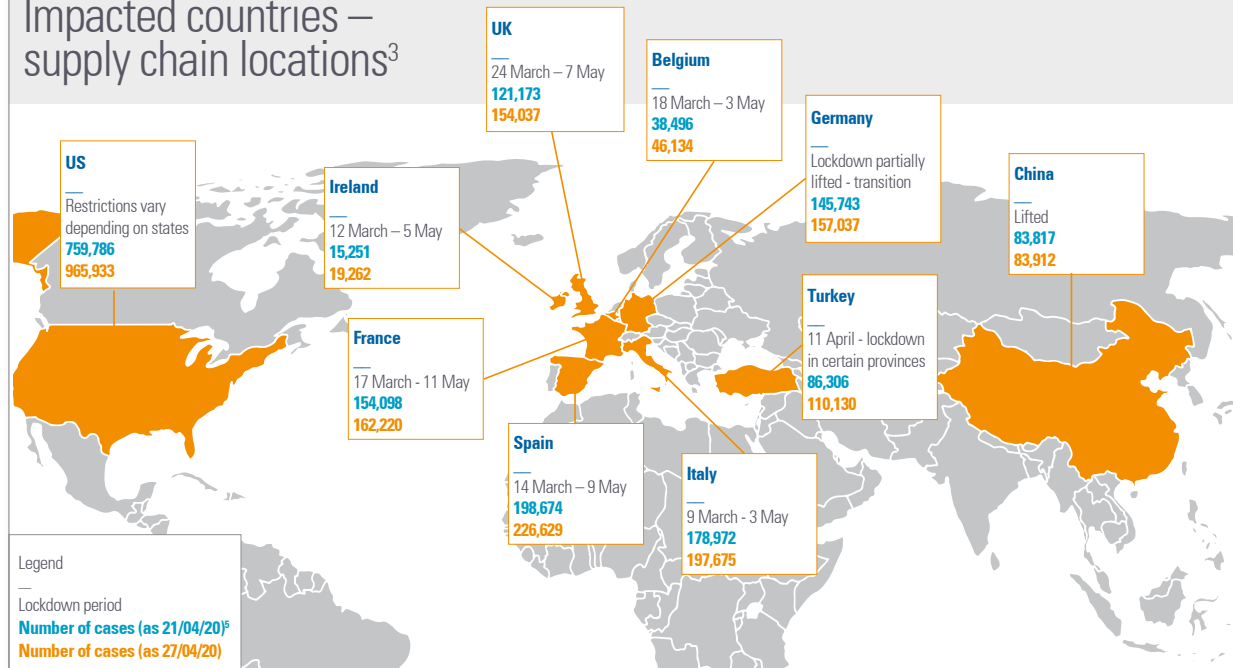 Impacted countries –
supply chain locations³
UK
24 March – 7 May
121,173
154,037
Belgium
18 March – 3 May
38,496
46,134
Germany
Lockdown partially
lifted - transition
145,743
157,037
China
Lifted
83,817
83,912
US
Restrictions vary
depending on states
759,786
965,933
Ireland
12 March – 5 May
15,251
19,262
Turkey
11 April - lockdown
in certain provinces
86,306
110,130
France
17 March - 11 May
154,098
162,220
Spain
14 March – 9 May
198,674
226,629
Italy
9 March - 3 May
178,972
197,675
Legend
Lockdown period
Number of cases (as 21/04/20)⁵
Number of cases (as 27/04/20)